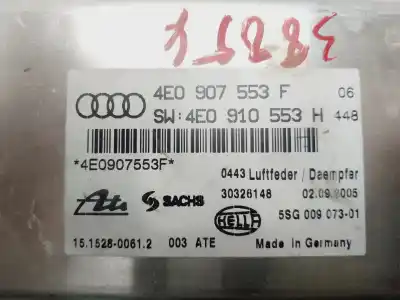 4E0 907 553 F 06
SW:4E0 910 553 H 448
*4E0907553F*
0443 Luftfeder / Daempfer
30326148 02.09.2005
Ate SACHS HELLA
5SG 009 073-01
15.1528-0061.2 003 ATE Made in Germany